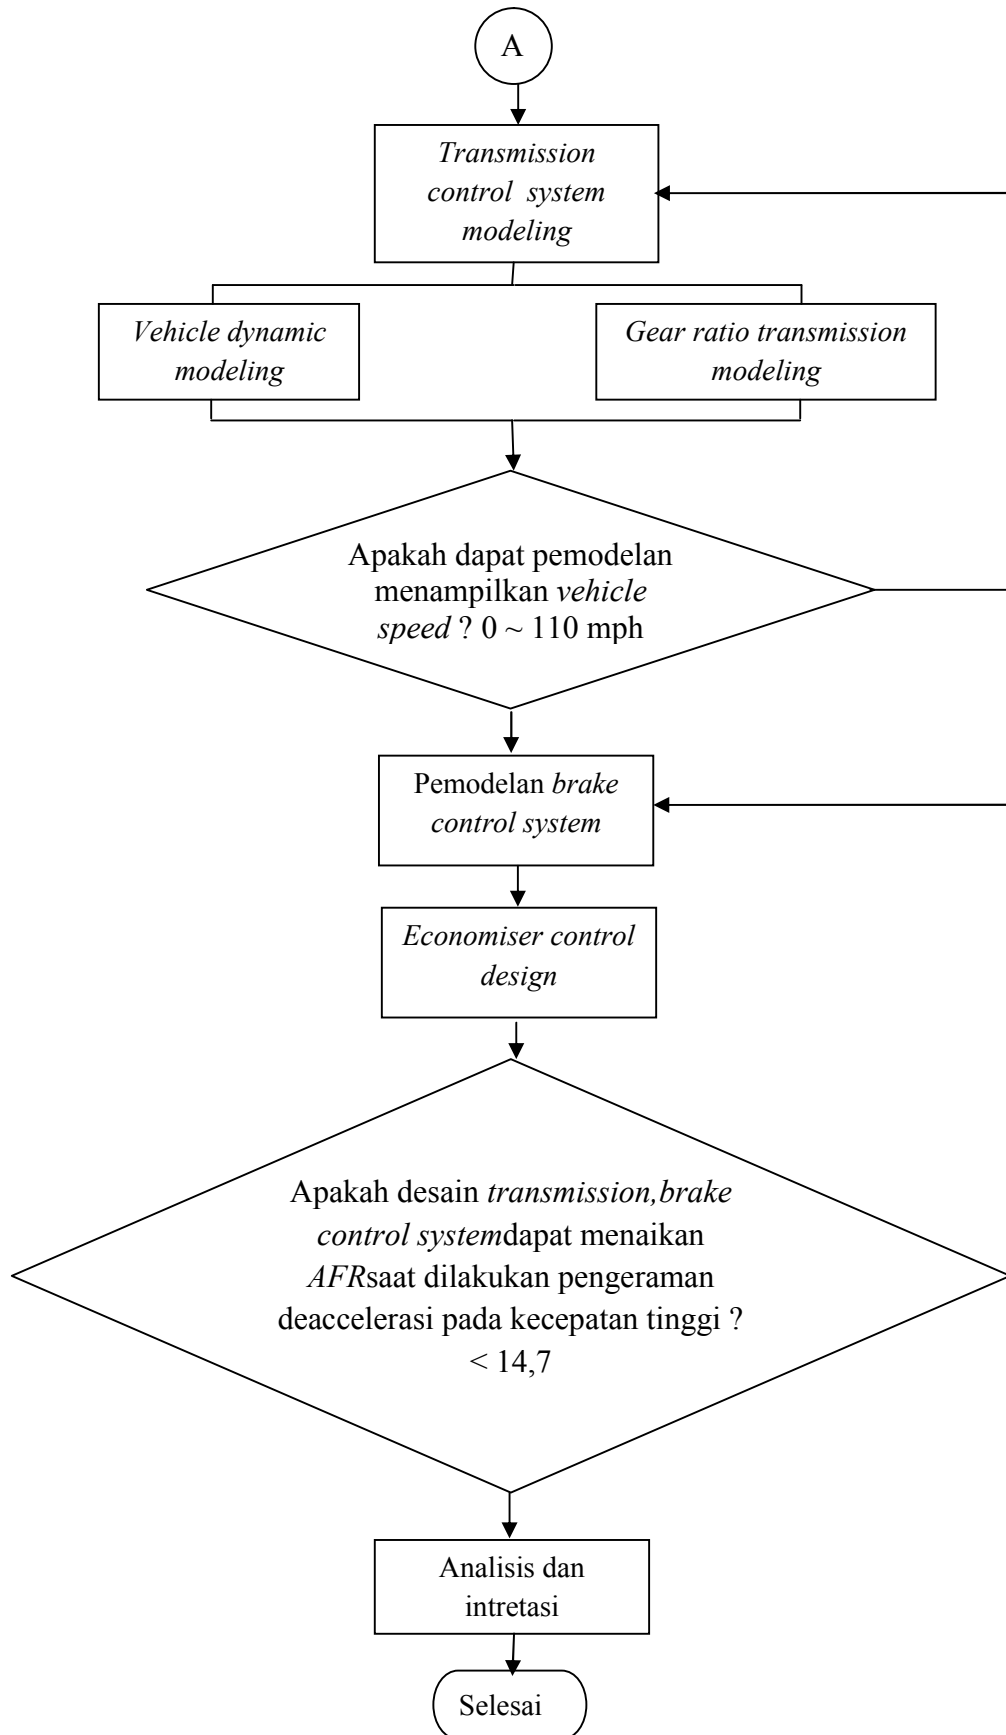 A
Transmission
control system
modeling
Vehicle dynamic
modeling
Gear ratio transmission
modeling
Apakah dapat pemodelan
menampilkan vehicle
speed ? 0 ~ 110 mph
Pemodelan brake
control system
Economiser control
design
Apakah desain transmission,brake
control systemdapat menaikan
AFRsaat dilakukan pengeraman
deaccelerasi pada kecepatan tinggi ?
< 14,7
Analisis dan
intretasi
Selesai